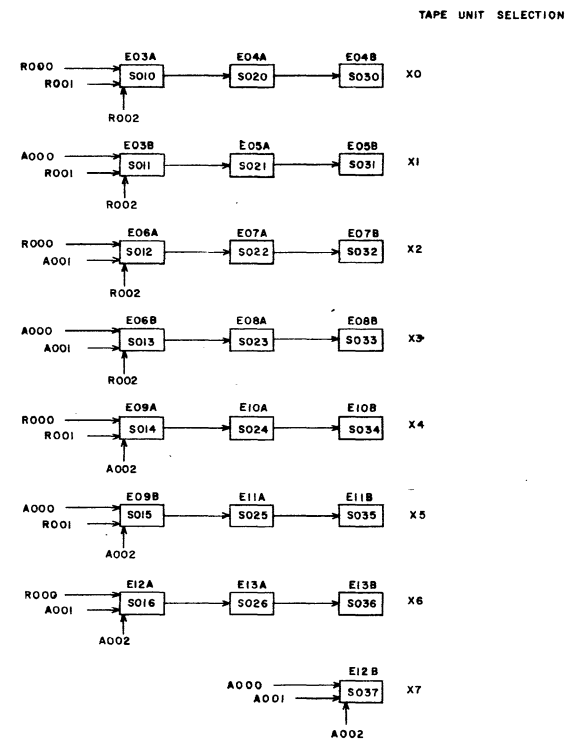 TAPE UNIT SELECTION
E03A E04A E04B
R000 S010 S020 S030 X0
R001
R002
E03B E05A E05B
A000 S011 S021 S031 X1
R001
R002
E06A E07A E07B
R000 S012 S022 S032 X2
A001
R002
E06B E08A E08B
A000 S013 S023 S033 X3
A001
R002
E09A E10A E10B
R000 S014 S024 S034 X4
R001
A002
E09B E11A E11B
A000 S015 S025 S035 X5
R001
A002
E12A E13A E13B
R000 S016 S026 S036 X6
A001
A002
E12B
A000 S037 X7
A001
A002